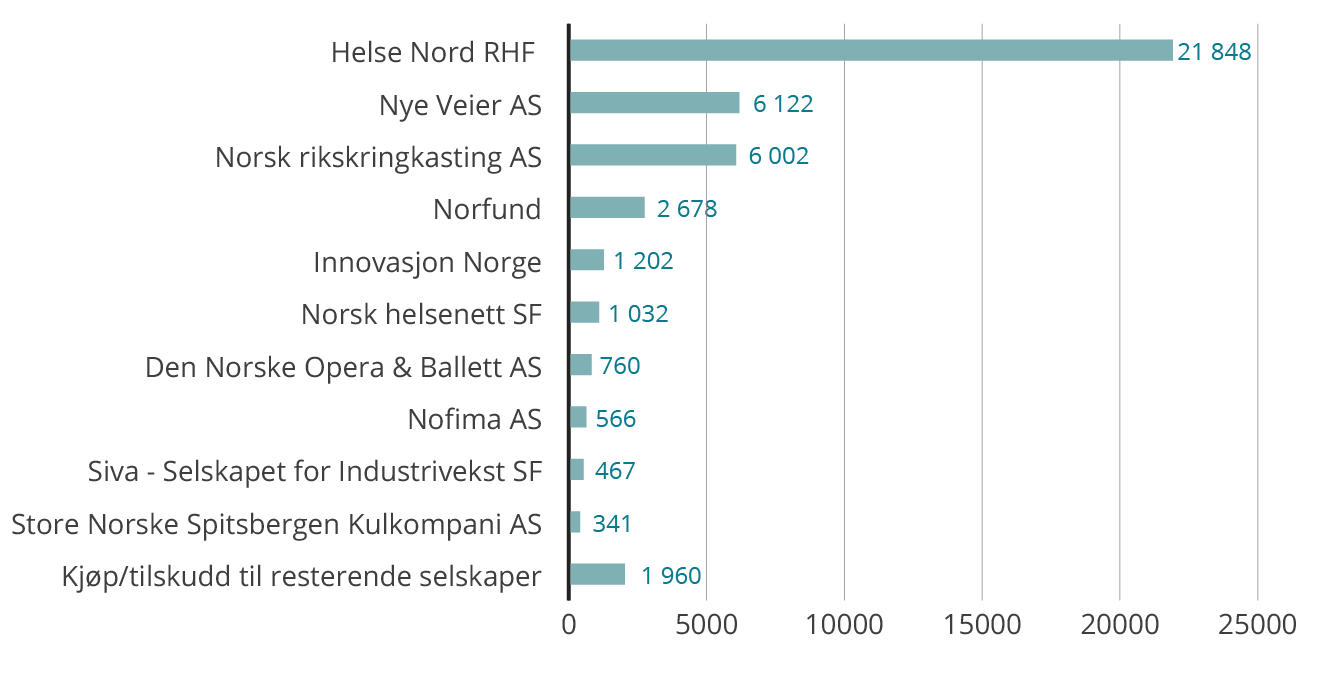 Helse Nord RHF 21 848
Nye Veier AS 6 122
Norsk rikskringkasting AS 6 002
Norfund 2 678
Innovasjon Norge 1 202
Norsk helsenett SF 1 032
Den Norske Opera & Ballett AS 760
Nofima AS 566
Siva - Selskapet for Industrivekst SF 467
Store Norske Spitsbergen Kulkompani AS 341
Kjøp/tilskudd til resterende selskaper 1 960
0 5000 10000 15000 20000 25000